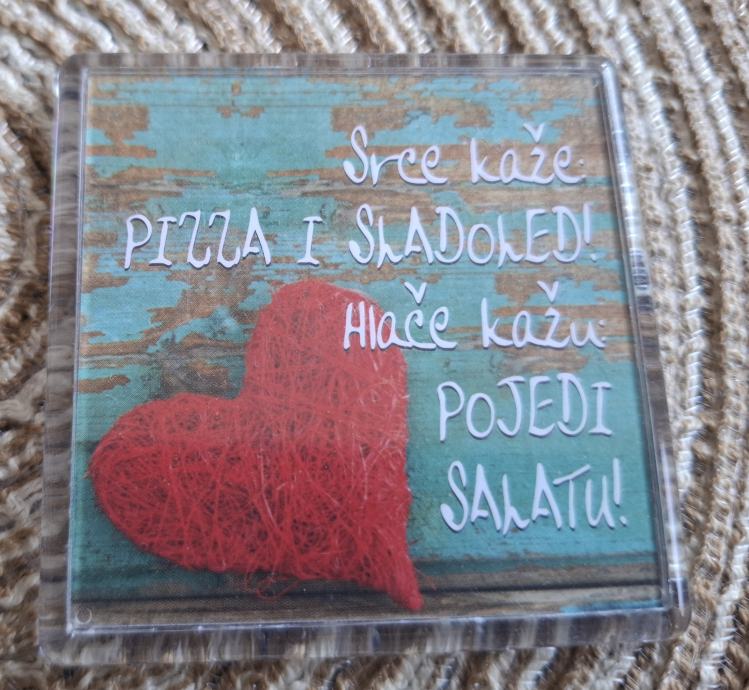 Srce kaže:
PIZZA I SLADOLED!
Hlače kažu:
POJEDI
SALATU!